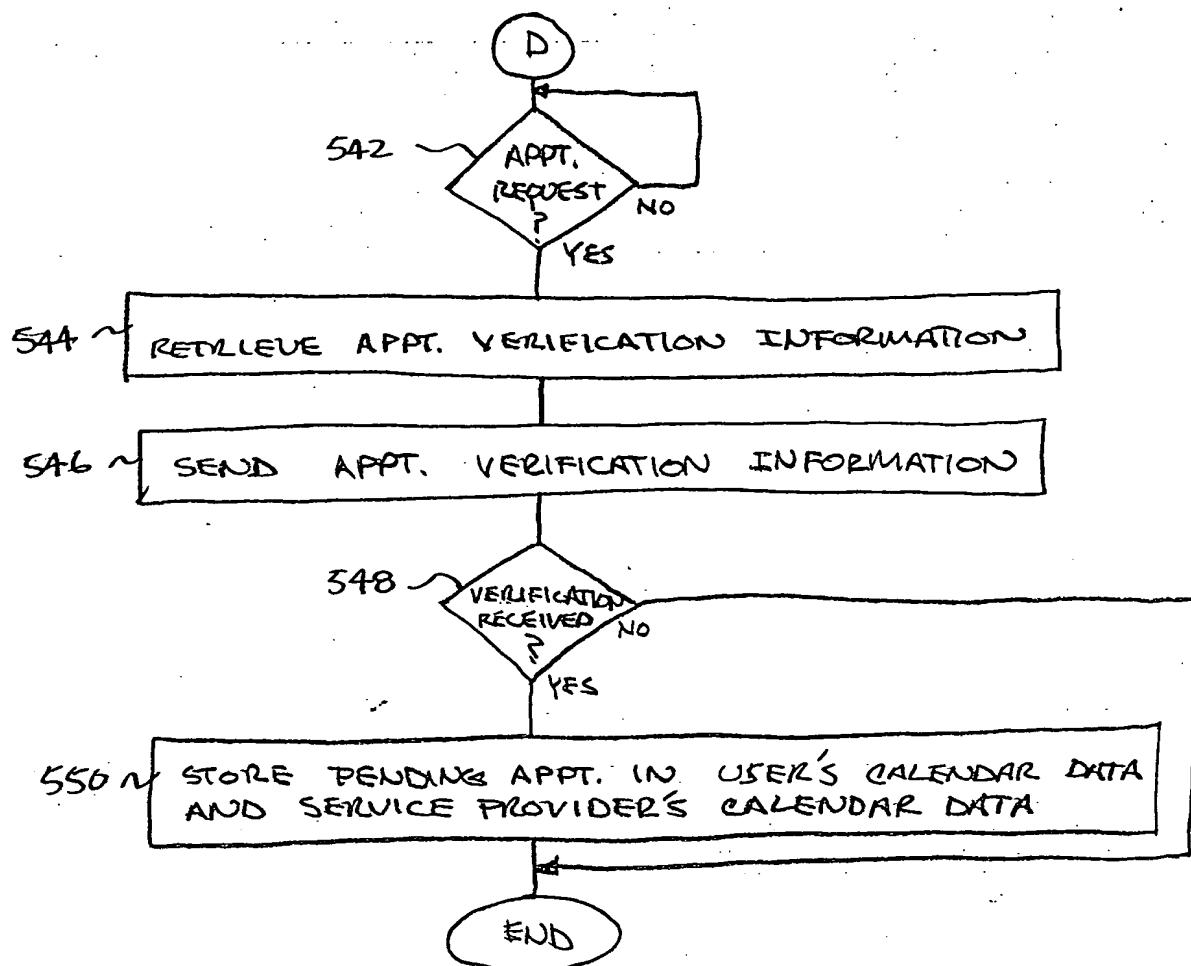 D
542
APPT.
REQUEST
?
NO
YES
544
RETRIEVE APPT. VERIFICATION INFORMATION
546
SEND APPT. VERIFICATION INFORMATION
548
VERIFICATION
RECEIVED
?
NO
YES
550
STORE PENDING APPT. IN USER'S CALENDAR DATA
AND SERVICE PROVIDER'S CALENDAR DATA
END